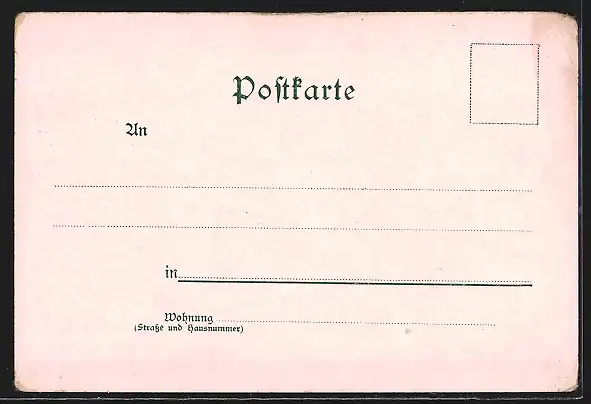 Postkarte
An
in
Wohnung
(Straße und Hausnummer)